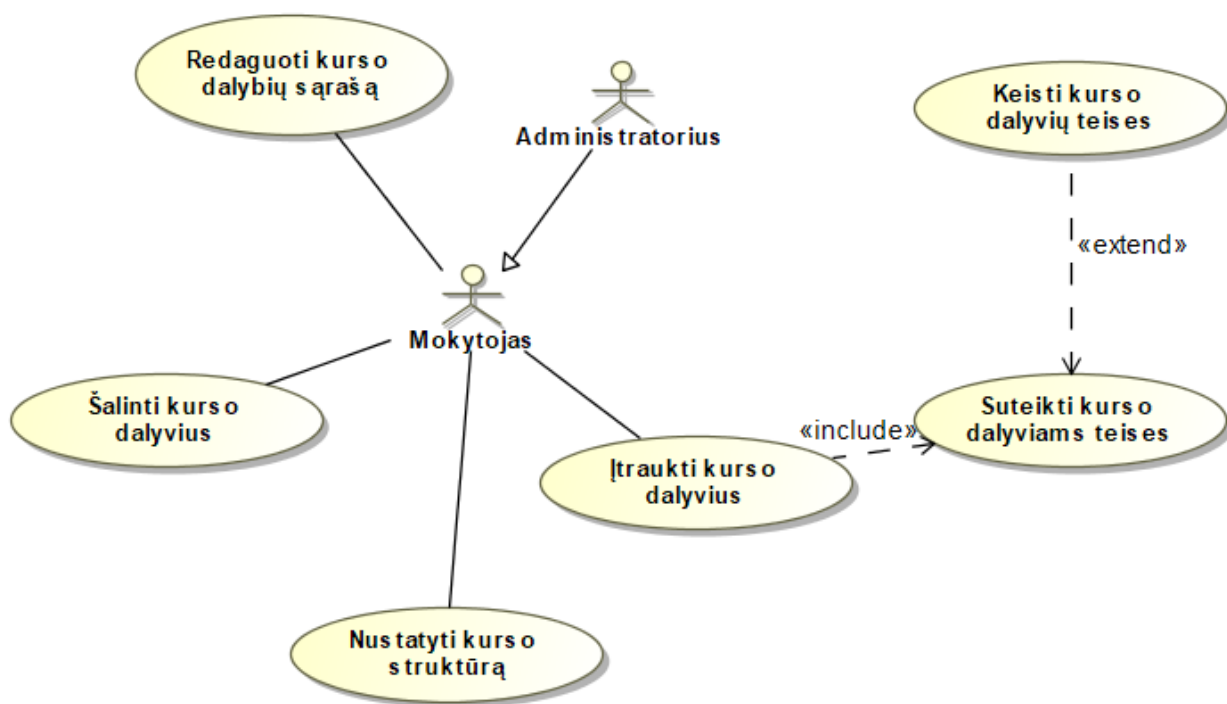 Redaguoti kurso
dalybių sąrašą
Administratorius
Keisti kurso
dalyvių teises
«extend»
Mokytojas
Šalinti kurso
dalyvius
Suteikti kurso
dalyviams teises
«include»
Įtraukti kurso
dalyvius
Nustatyti kurso
struktūrą